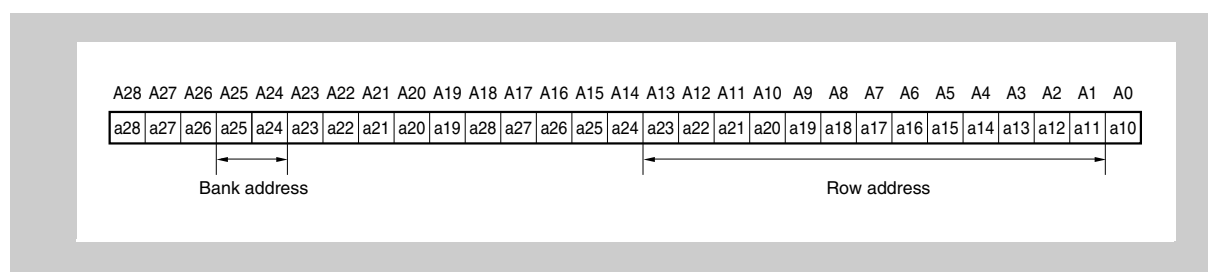 A28 A27 A26 A25 A24 A23 A22 A21 A20 A19 A18 A17 A16 A15 A14 A13 A12 A11 A10 A9 A8 A7 A6 A5 A4 A3 A2 A1 A0
a28 a27 a26 a25 a24 a23 a22 a21 a20 a19 a28 a27 a26 a25 a24 a23 a22 a21 a20 a19 a18 a17 a16 a15 a14 a13 a12 a11 a10
Bank address Row address